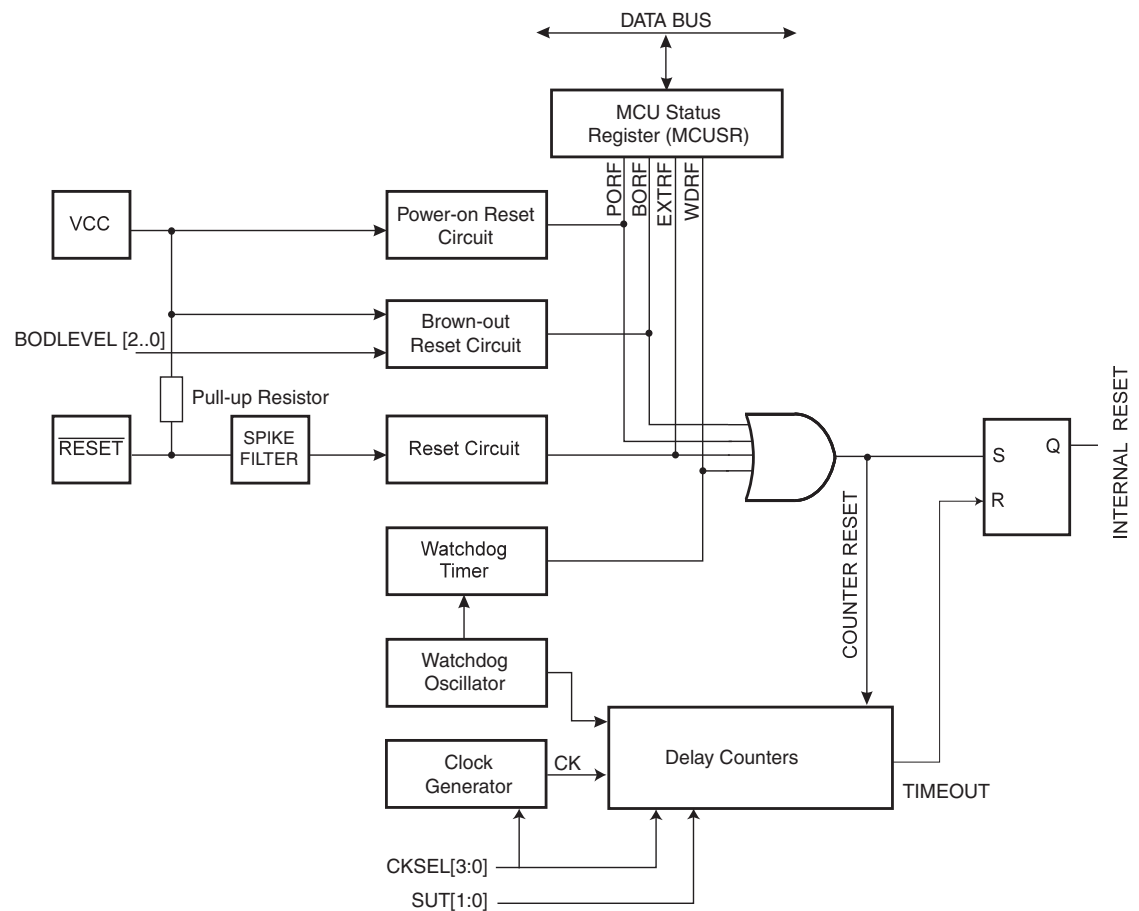 DATA BUS
MCU Status
Register (MCUSR)
PORF
BORF
EXTRF
WDRF
VCC
Power-on Reset
Circuit
BODLEVEL [2..0]
Brown-out
Reset Circuit
Pull-up Resistor
RESET
SPIKE
FILTER
Reset Circuit
S
Q
R
INTERNAL RESET
Watchdog
Timer
COUNTER RESET
Watchdog
Oscillator
Clock
Generator
CK
Delay Counters
TIMEOUT
CKSEL[3:0]
SUT[1:0]